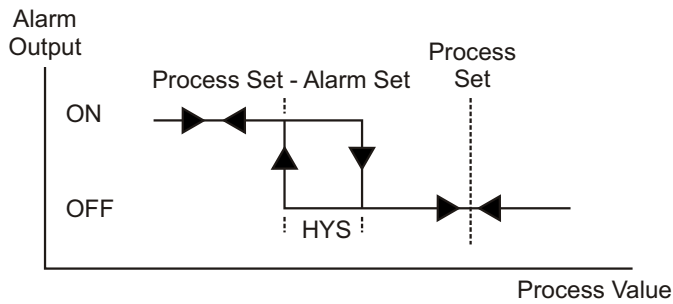 Alarm
Output
Process
Set
Process Set - Alarm Set
ON
OFF
HYS
Process Value